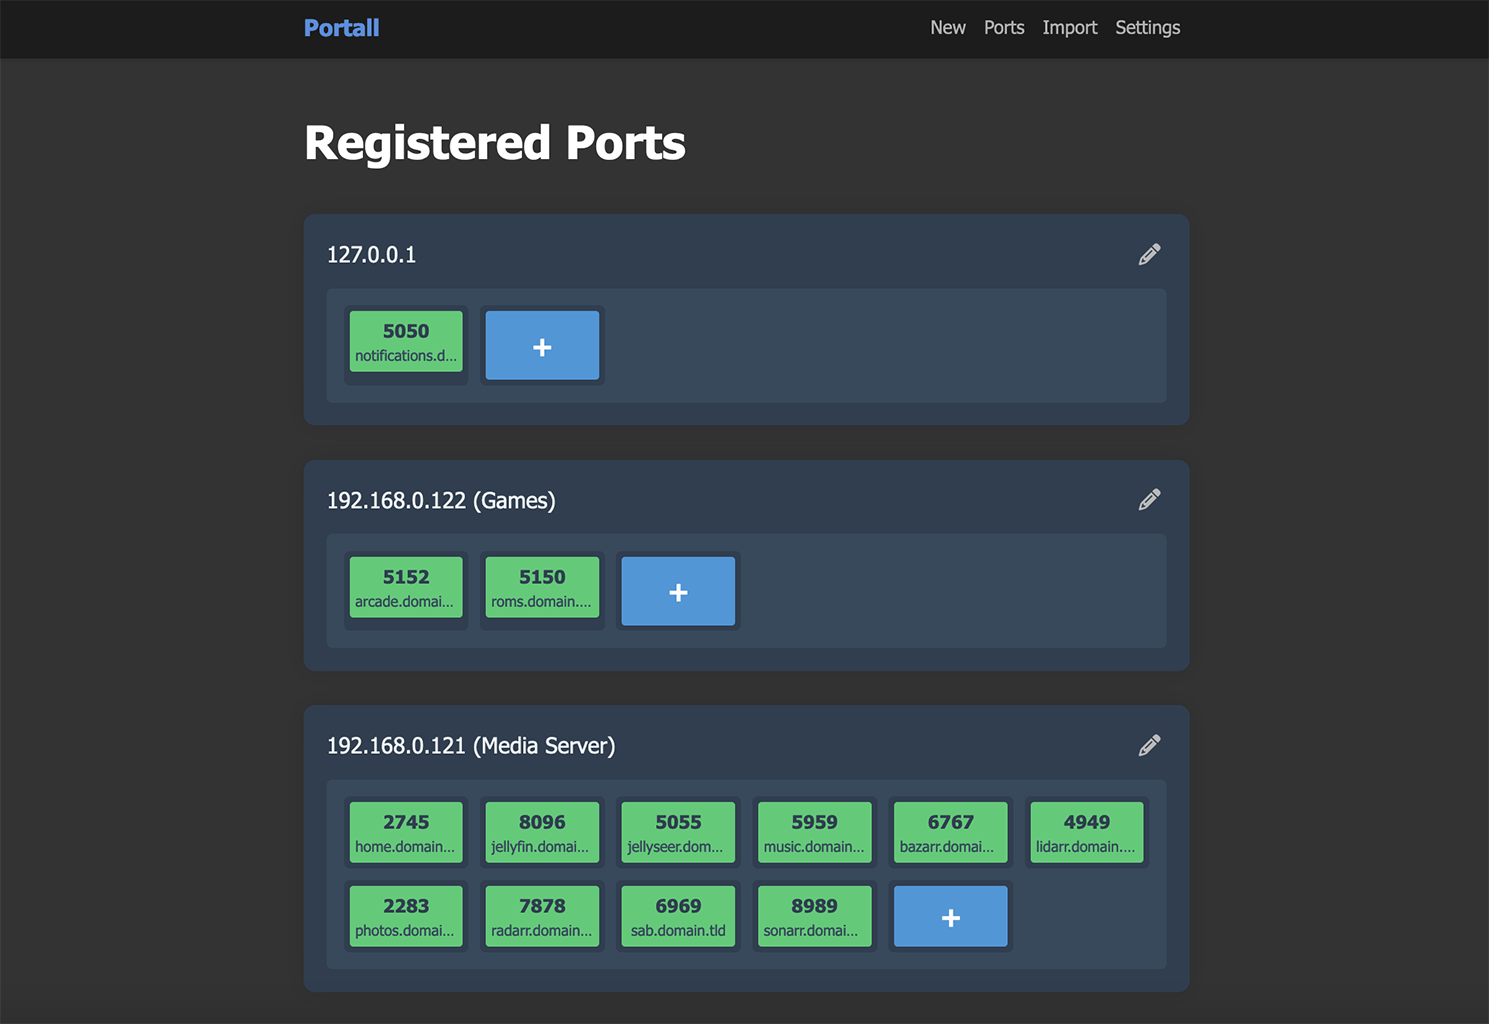 Portall
New Ports Import Settings
Registered Ports
127.0.0.1
5050
notifications.d...
+
192.168.0.122 (Games)
5152
arcade.domai...
5150
roms.domain....
+
192.168.0.121 (Media Server)
2745
home.domain...
8096
jellyfin.domai...
5055
jellyseer.dom...
5959
music.domain...
6767
bazarr.domai...
4949
lidarr.domain....
2283
photos.domai...
7878
radarr.domain...
6969
sab.domain.tld
8989
sonarr.domai...
+